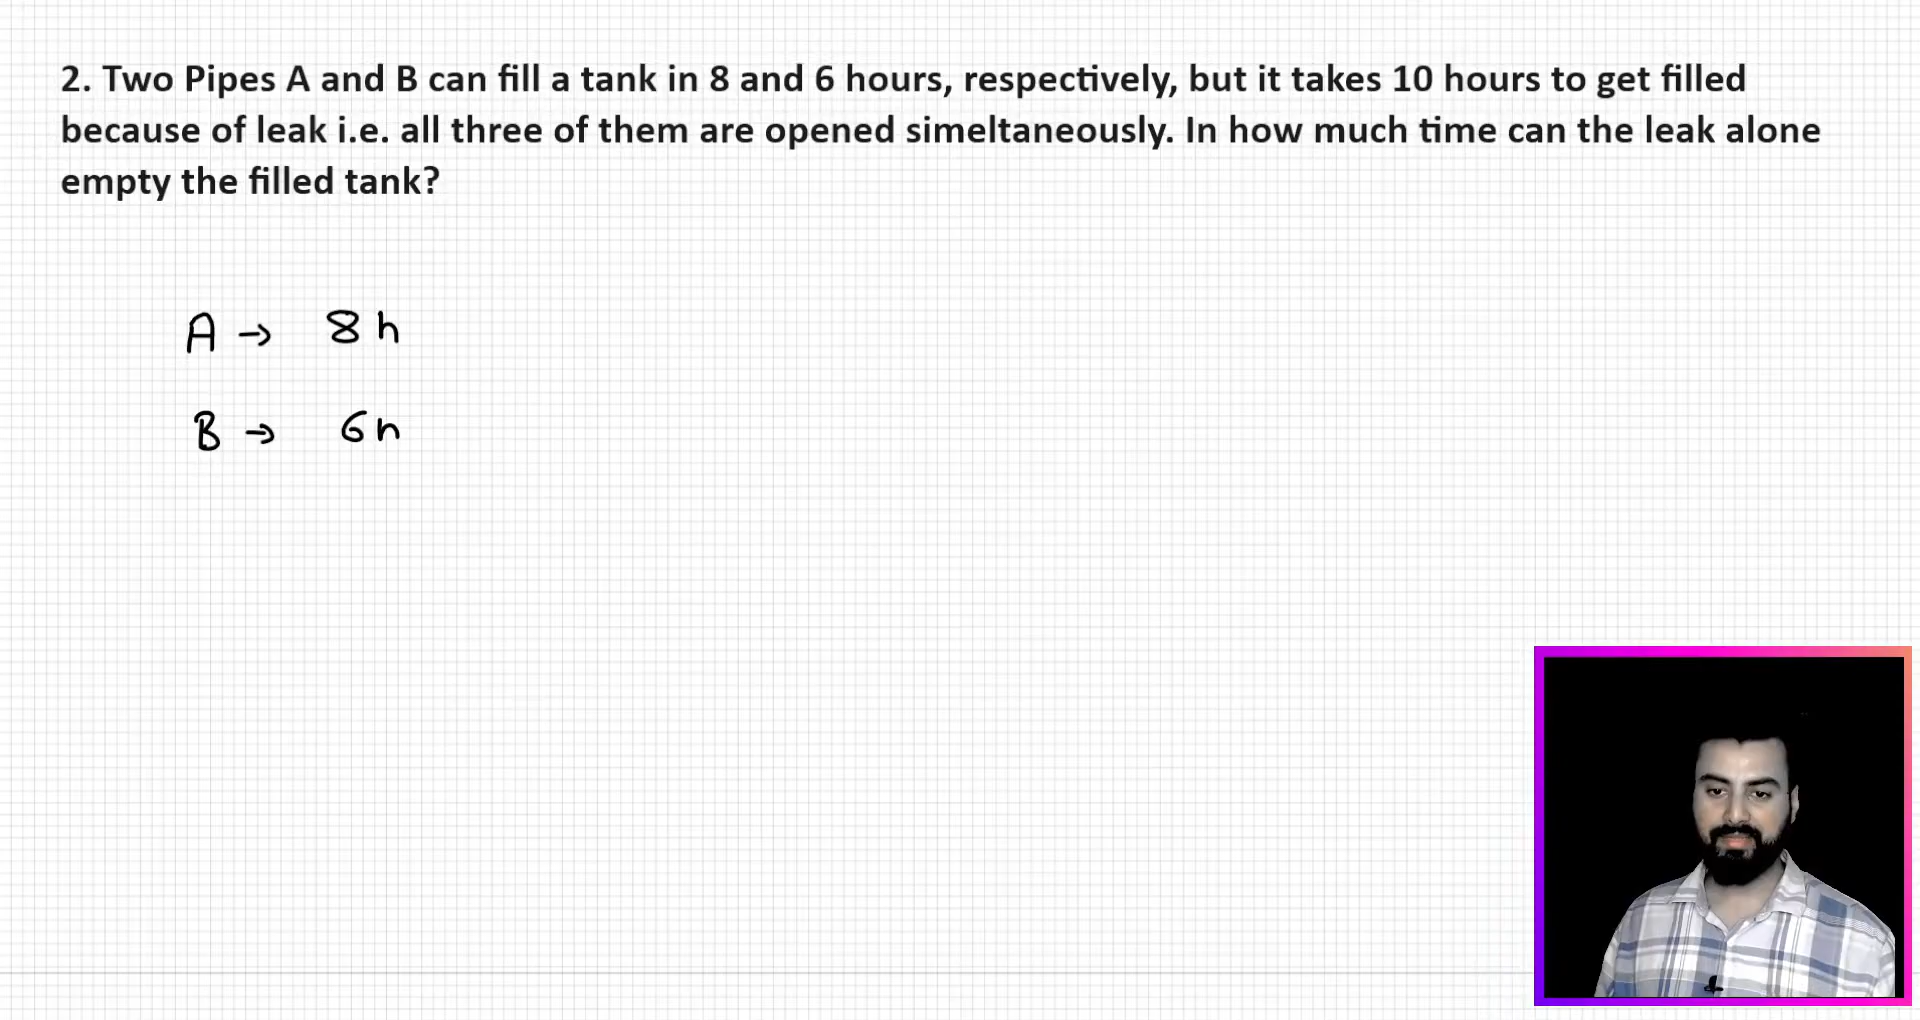 2. Two Pipes A and B can fill a tank in 8 and 6 hours, respectively, but it takes 10 hours to get filled
because of leak i.e. all three of them are opened simeltaneously. In how much time can the leak alone
empty the filled tank?
A → 8 h
B → 6 h